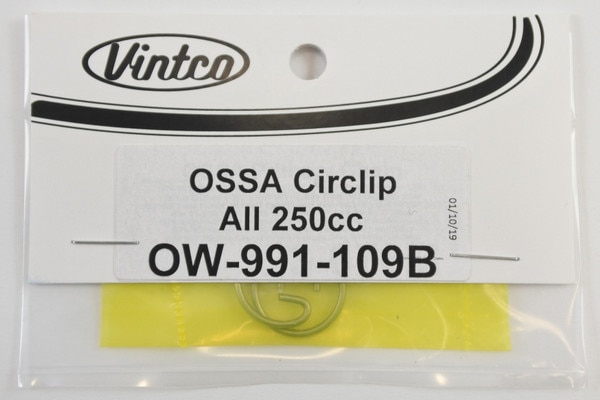 Vintco
OSSA Circlip
All 250cc
OW-991-109B
01/10/19